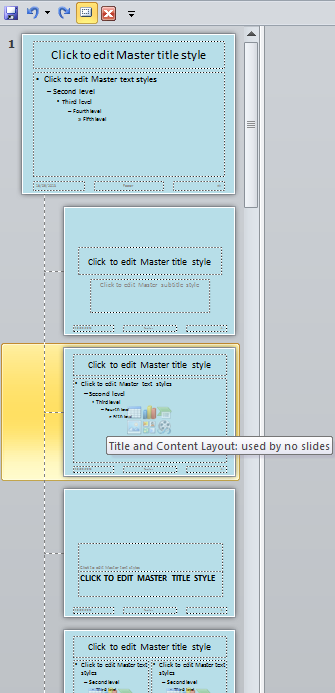 1
Click to edit Master title style
• Click to edit Master text styles
– Second level
• Third level
– Fourth level
» Fifth level
Footer
Click to edit Master title style
Click to edit Master subtitle style
Click to edit Master title style
• Click to edit Master text styles
– Second level
• Third level
– Fourth level
» Fifth level
Title and Content Layout: used by no slides
Click to edit Master text styles
CLICK TO EDIT MASTER TITLE STYLE
Click to edit Master title style
• Click to edit Master text styles
– Second level
• Third level
• Click to edit Master text styles
– Second level
• Third level